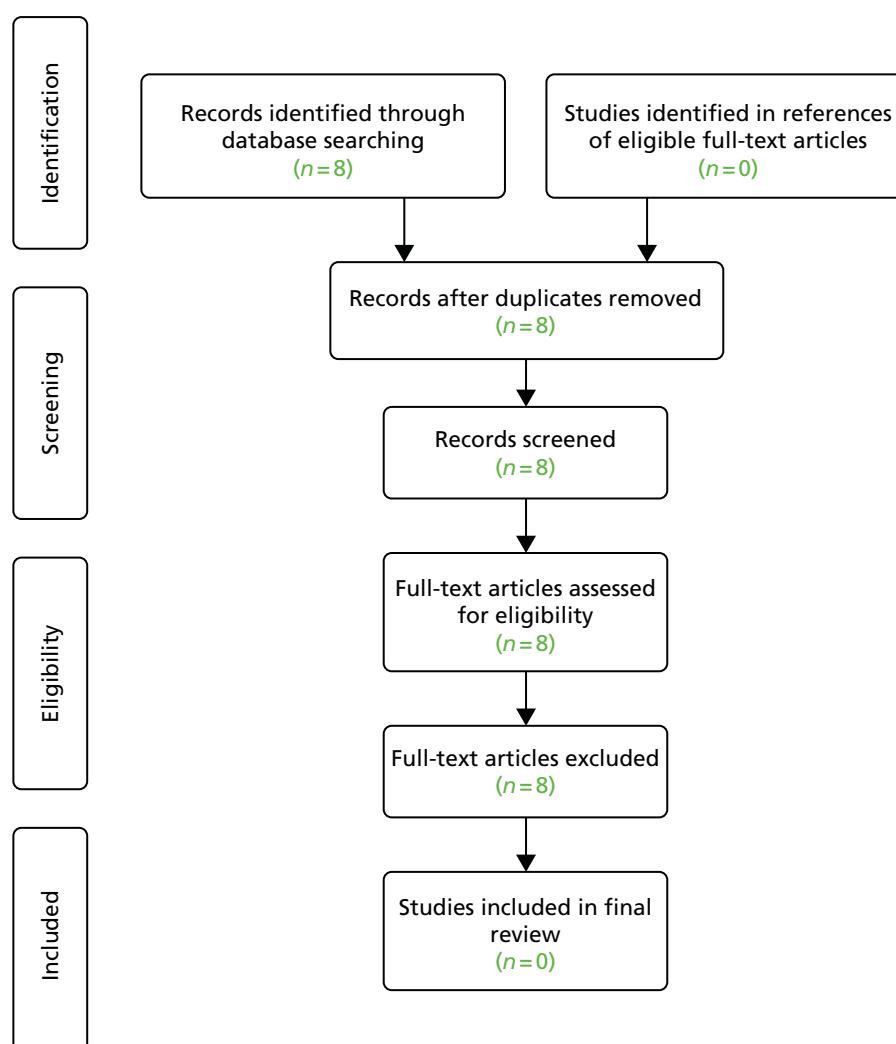 Identification
Records identified through
database searching
(n=8)
Studies identified in references
of eligible full-text articles
(n=0)
Screening
Records after duplicates removed
(n=8)
Records screened
(n=8)
Eligibility
Full-text articles assessed
for eligibility
(n=8)
Full-text articles excluded
(n=8)
Included
Studies included in final
review
(n=0)